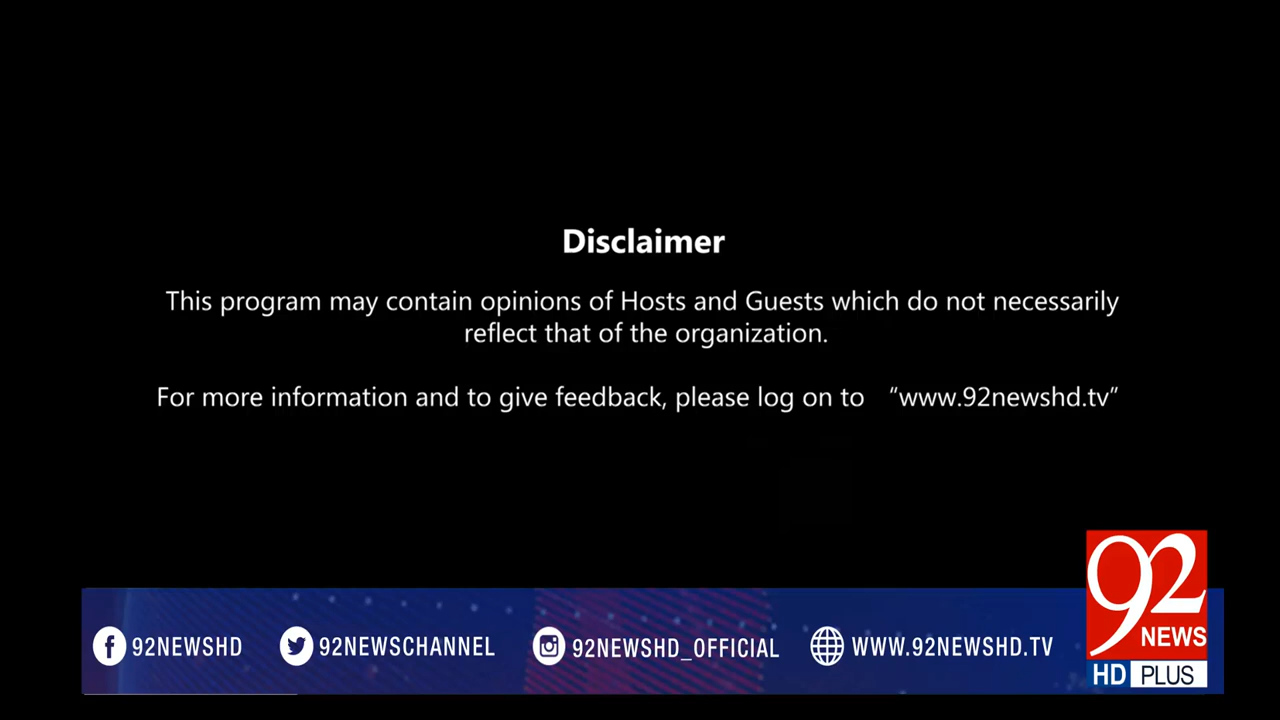 Disclaimer
This program may contain opinions of Hosts and Guests which do not necessarily
reflect that of the organization.
For more information and to give feedback, please log on to “www.92newshd.tv”
92NEWSHD
92NEWSCHANNEL
92NEWSHD_OFFICIAL
WWW.92NEWSHD.TV
92
NEWS
HD PLUS